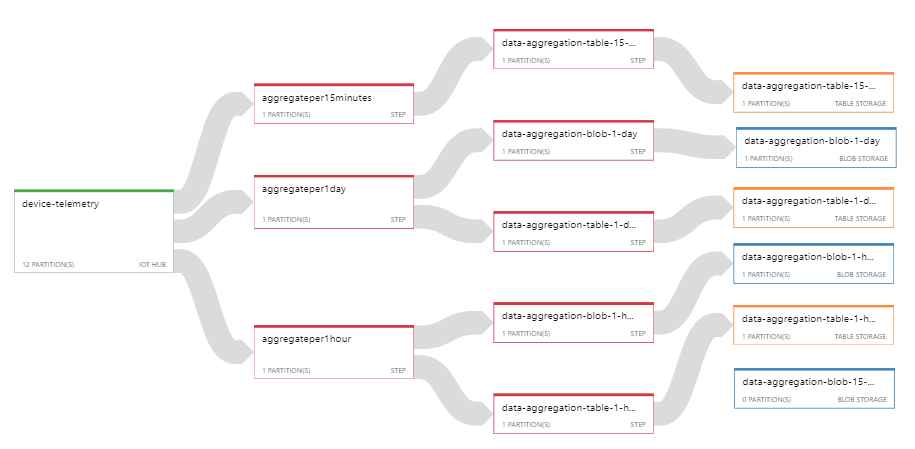 device-telemetry
12 PARTITION(S) IOT HUB
aggregateper15minutes
1 PARTITION(S) STEP
aggregateper1day
1 PARTITION(S) STEP
aggregateper1hour
1 PARTITION(S) STEP
data-aggregation-table-15-...
1 PARTITION(S) STEP
data-aggregation-blob-1-day
1 PARTITION(S) STEP
data-aggregation-table-1-d...
1 PARTITION(S) STEP
data-aggregation-blob-1-h...
1 PARTITION(S) STEP
data-aggregation-table-1-h...
1 PARTITION(S) STEP
data-aggregation-table-15-...
1 PARTITION(S) TABLE STORAGE
data-aggregation-blob-1-day
1 PARTITION(S) BLOB STORAGE
data-aggregation-table-1-d...
1 PARTITION(S) TABLE STORAGE
data-aggregation-blob-1-h...
1 PARTITION(S) BLOB STORAGE
data-aggregation-table-1-h...
1 PARTITION(S) TABLE STORAGE
data-aggregation-blob-15-...
0 PARTITION(S) BLOB STORAGE